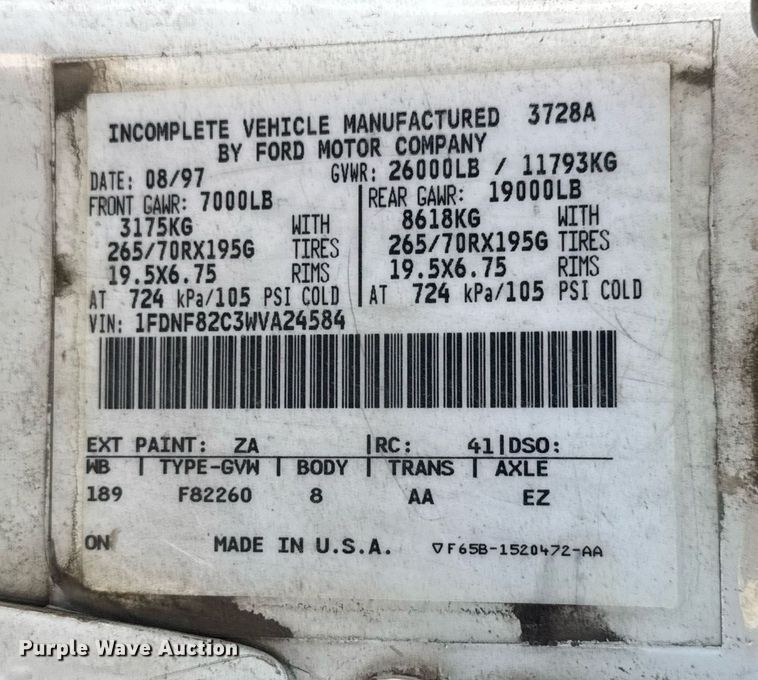 INCOMPLETE VEHICLE MANUFACTURED 3728A
BY FORD MOTOR COMPANY
DATE: 08/97 GVWR: 26000LB / 11793KG
FRONT GAWR: 7000LB REAR GAWR: 19000LB
3175KG WITH 8618KG WITH
265/70RX195G TIRES 265/70RX195G TIRES
19.5X6.75 RIMS 19.5X6.75 RIMS
AT 724 kPa/105 PSI COLD AT 724 kPa/105 PSI COLD
VIN: 1FDNF82C3WVA24584
EXT PAINT: ZA |RC: 41|DSO:
WB | TYPE-GVW | BODY | TRANS | AXLE
189 F82260 8 AA EZ
ON MADE IN U.S.A. ▽F65B-1520472-AA
Purple Wave Auction